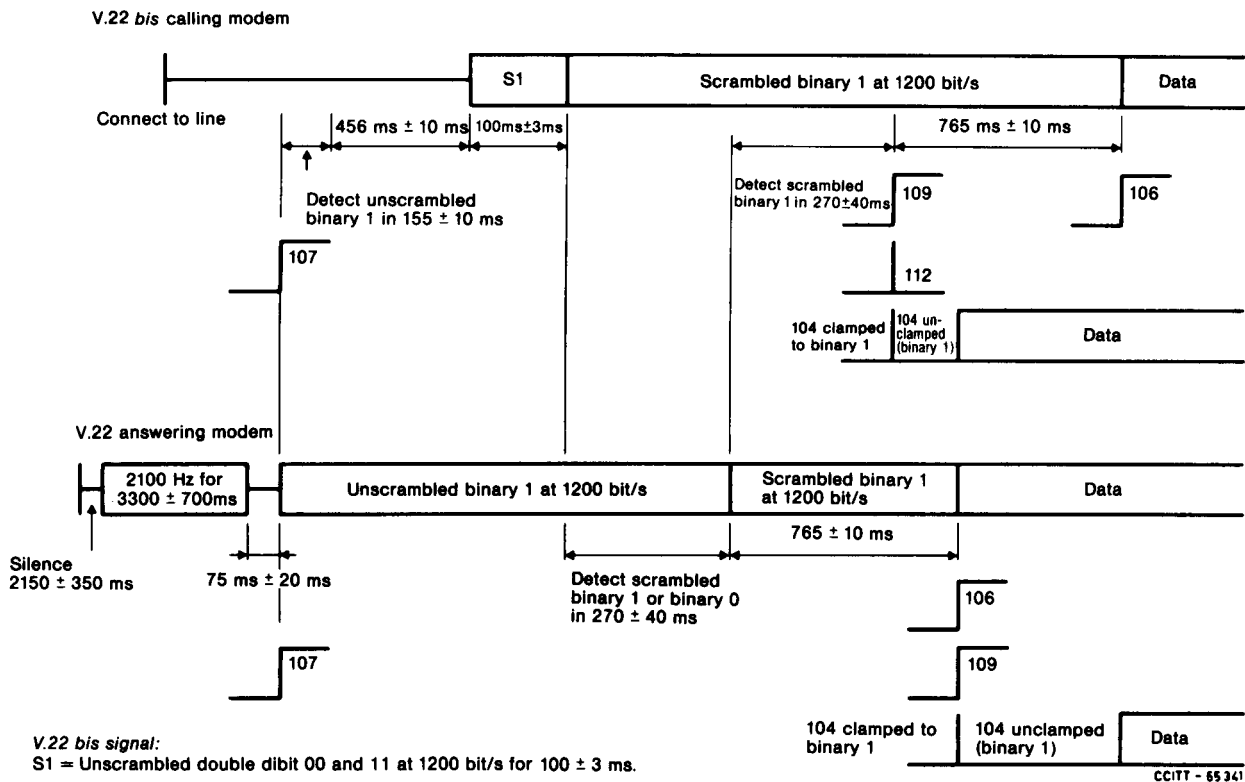 V.22 bis calling modem
S1
Scrambled binary 1 at 1200 bit/s
Data
Connect to line
456 ms ± 10 ms
100ms±3ms
765 ms ± 10 ms
Detect unscrambled
binary 1 in 155 ± 10 ms
Detect scrambled
binary 1 in 270±40ms
109
106
107
112
104 clamped
to binary 1
104 un-
clamped
(binary 1)
Data
V.22 answering modem
2100 Hz for
3300 ± 700ms
Unscrambled binary 1 at 1200 bit/s
Scrambled binary 1
at 1200 bit/s
Data
765 ± 10 ms
Silence
2150 ± 350 ms
75 ms ± 20 ms
Detect scrambled
binary 1 or binary 0
in 270 ± 40 ms
106
107
109
104 clamped to
binary 1
104 unclamped
(binary 1)
Data
V.22 bis signal:
S1 = Unscrambled double dibit 00 and 11 at 1200 bit/s for 100 ± 3 ms.
CCITT - 65 341